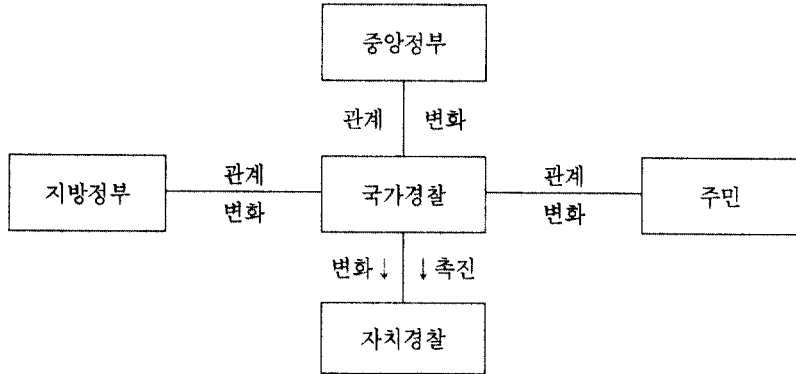 중앙정부
관계 변화
지방정부
관계
변화
국가경찰
관계
변화
주민
변화↓ ↓촉진
자치경찰